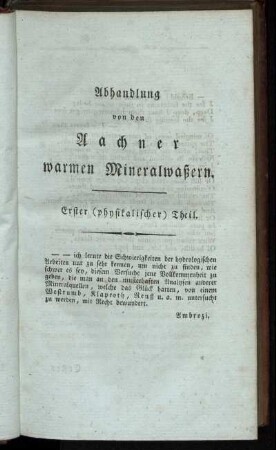 Abhandlung
von den
Aachner
warmen Mineralwaßern.
Erster (physikalischer) Theil.
— — ich lernte die Schwierigkeiten der hydrologischen
Arbeiten nur zu sehr kennen, um nicht zu finden, wie
schwer es sey, diesem Versuche jene Vollkommenheit zu
geben, die man an den musterhaften Analysen anderer
Mineralquellen, welche das Glück hatten, von einem
Westrumb, Klaproth, Reuß u. a. m. untersucht
zu werden, mit Recht bewundert.
Ambrozi.